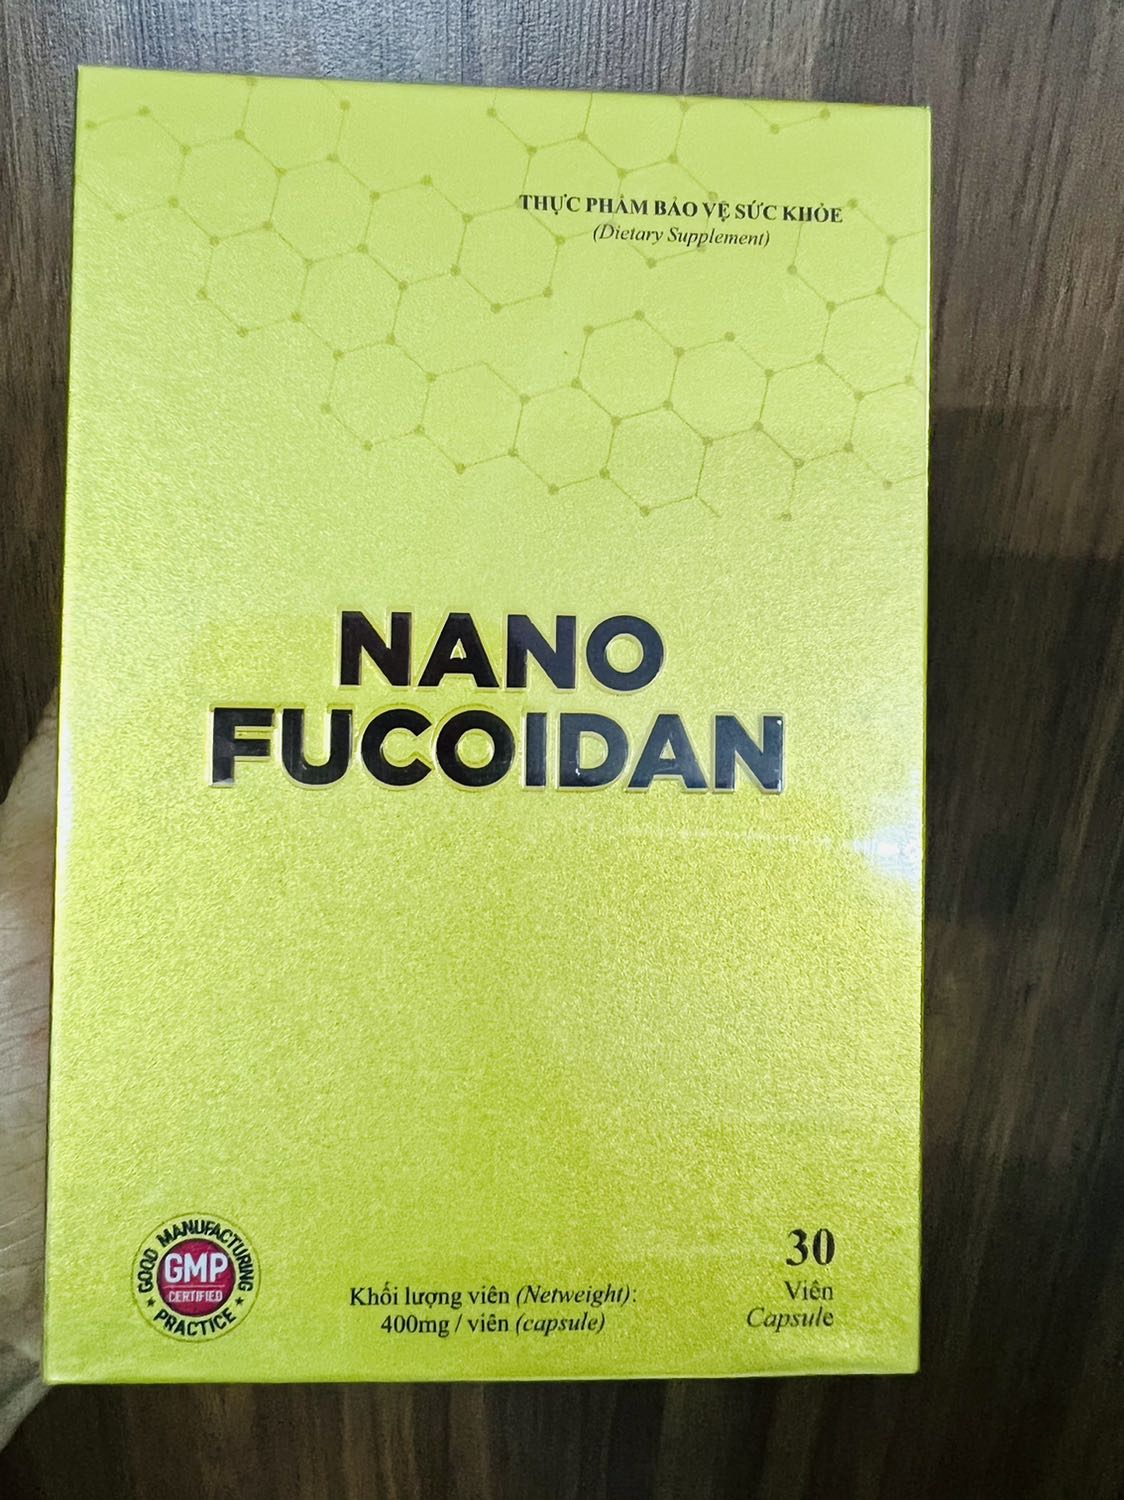 THỰC PHẨM BẢO VỆ SỨC KHỎE
(Dietary Supplement)
NANO
FUCOIDAN
GOOD MANUFACTURING
GMP
CERTIFIED
PRACTICE
Khối lượng viên (Netweight):
400mg / viên (capsule)
30
Viên
Capsule